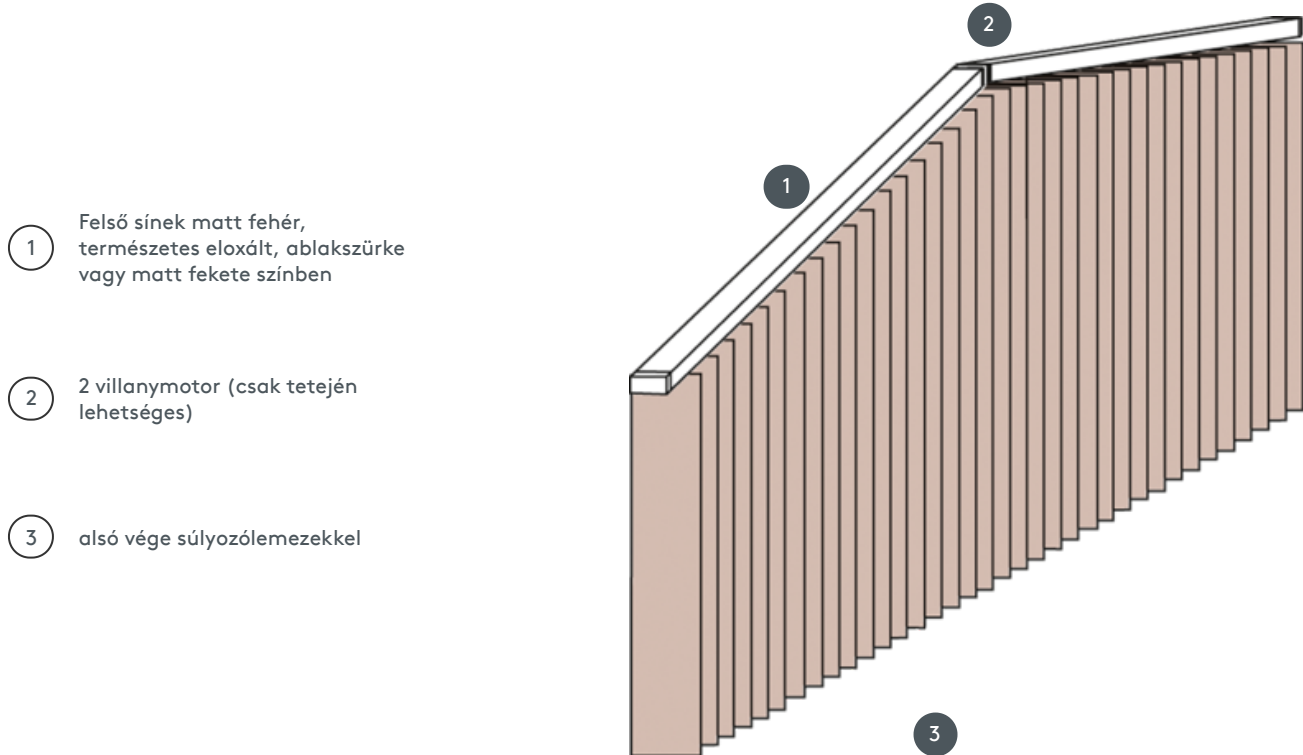 1
Felső sínek matt fehér,
természetes eloxált, ablakszürke
vagy matt fekete színben
2
2 villanymotor (csak tetején
lehetséges)
3
alsó vége súlyozólemezekkel
2
1
3